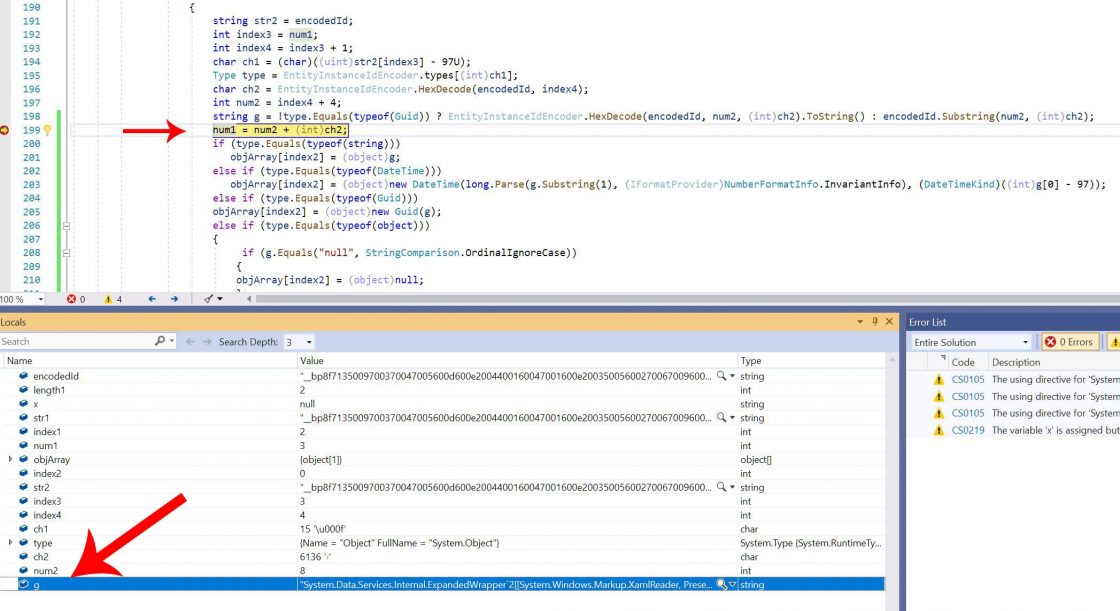 190 {
191 string str2 = encodedId;
192 int index3 = num1;
193 int index4 = index3 + 1;
194 char ch1 = (char)((uint)str2[index3] - 97U);
195 Type type = EntityInstanceIdEncoder.types[(int)ch1];
196 char ch2 = EntityInstanceIdEncoder.HexDecode(encodedId, index4);
197 int num2 = index4 + 4;
198 string g = !type.Equals(typeof(Guid)) ? EntityInstanceIdEncoder.HexDecode(encodedId, num2, (int)ch2).ToString() : encodedId.Substring(num2, (int)ch2);
199 num1 = num2 + (int)ch2;
200 if (type.Equals(typeof(string)))
201 objArray[index2] = (object)g;
202 else if (type.Equals(typeof(DateTime)))
203 objArray[index2] = (object)new DateTime(long.Parse(g.Substring(1), (IFormatProvider)NumberFormatInfo.InvariantInfo), (DateTimeKind)((int)g[0] - 97));
204 else if (type.Equals(typeof(Guid)))
205 objArray[index2] = (object)new Guid(g);
206 else if (type.Equals(typeof(object)))
207 {
208 if (g.Equals("null", StringComparison.OrdinalIgnoreCase))
209 {
210 objArray[index2] = (object)null;
100 % 0 4
Locals
Search Search Depth: 3
Name Value Type
encodedId "__bp8f713500970037004700560​0d600e2004400160047001600e20035005600270067009600... string
length1 2 int
x null string
str1 "__bp8f7135009700370047005600d600e2004400160047001600e20035005600270067009600... string
index1 2 int
num1 3 int
objArray {object[1]} object[]
index2 0 int
str2 "__bp8f7135009700370047005600d600e2004400160047001600e20035005600270067009600... string
index3 3 int
index4 4 int
ch1 15 '\u000f' char
type {Name = "Object" FullName = "System.Object"} System.Type {System.RuntimeTy...
ch2 6136 char
num2 8 int
g "System.Data.Services.Internal.ExpandedWrapper`2[[System.Windows.Markup.XamlReader, Prese... string
Error List
Entire Solution 0 Errors
Code Description
CS0105 The using directive for 'System
CS0105 The using directive for 'System
CS0105 The using directive for 'System
CS0219 The variable 'x' is assigned but